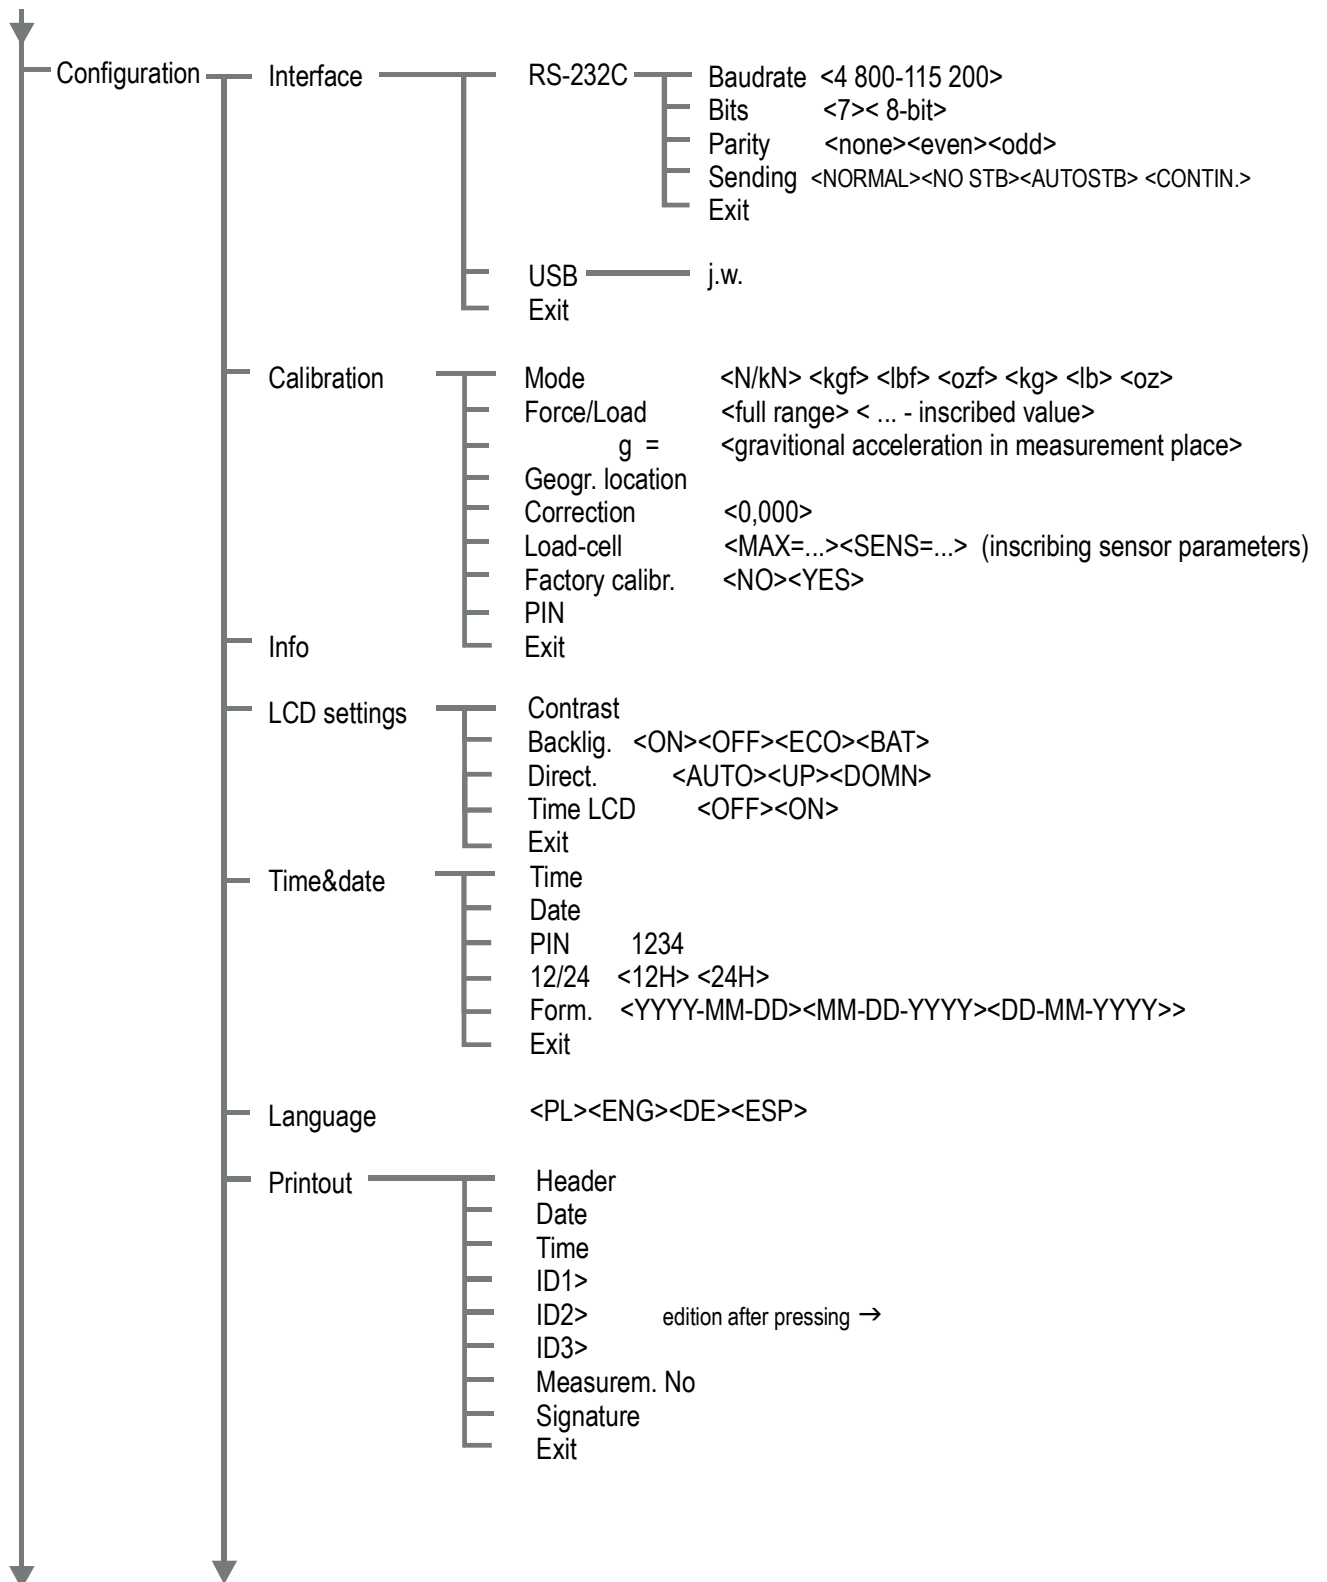 Configuration Interface RS-232C Baudrate <4 800-115 200>
Bits <7>< 8-bit>
Parity <none><even><odd>
Sending <NORMAL><NO STB><AUTOSTB> <CONTIN.>
Exit
USB j.w.
Exit
Calibration Mode <N/kN> <kgf> <lbf> <ozf> <kg> <lb> <oz>
Force/Load <full range> < ... - inscribed value>
g = <gravitional acceleration in measurement place>
Geogr. location
Correction <0,000>
Load-cell <MAX=...><SENS=...> (inscribing sensor parameters)
Factory calibr. <NO><YES>
PIN
Info Exit
LCD settings Contrast
Backlig. <ON><OFF><ECO><BAT>
Direct. <AUTO><UP><DOMN>
Time LCD <OFF><ON>
Exit
Time&date Time
Date
PIN 1234
12/24 <12H> <24H>
Form. <YYYY-MM-DD><MM-DD-YYYY><DD-MM-YYYY>>
Exit
Language <PL><ENG><DE><ESP>
Printout Header
Date
Time
ID1>
ID2> edition after pressing →
ID3>
Measurem. No
Signature
Exit